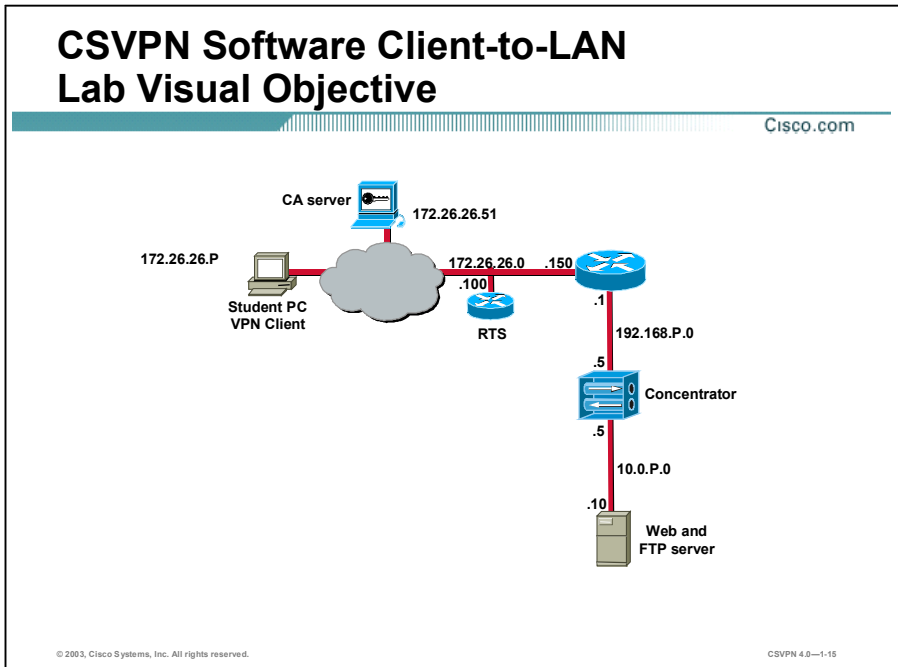 CSVPN Software Client-to-LAN
Lab Visual Objective
Cisco.com
CA server
172.26.26.51
172.26.26.P
172.26.26.0
.150
.100
Student PC
VPN Client
RTS
.1
192.168.P.0
.5
Concentrator
.5
10.0.P.0
.10
Web and
FTP server
© 2003, Cisco Systems, Inc. All rights reserved.
CSVPN 4.0—1-15